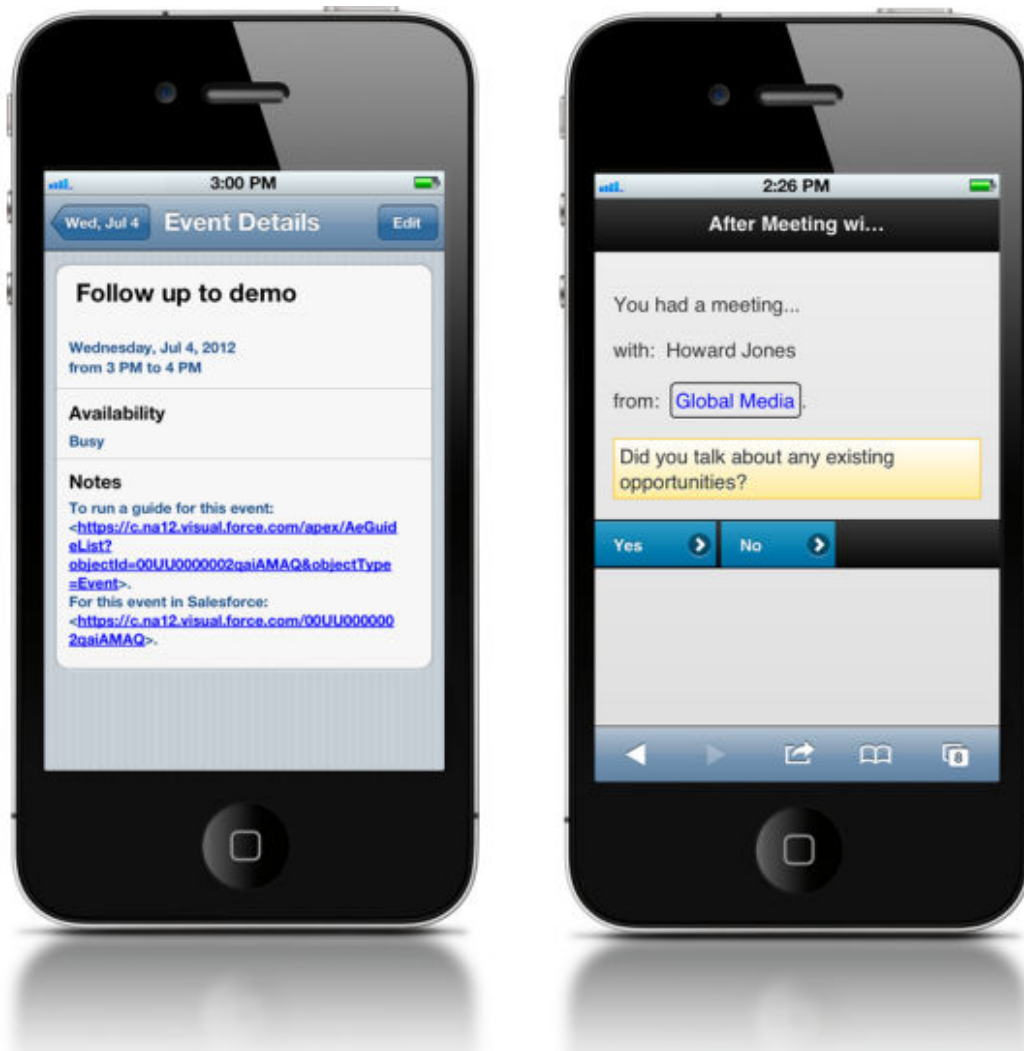 3:00 PM
Wed, Jul 4
Event Details
Edit
Follow up to demo
Wednesday, Jul 4, 2012
from 3 PM to 4 PM
Availability
Busy
Notes
To run a guide for this event:
<https://c.na12.visual.force.com/apex/AeGuid
eList?
objectId=00UU0000002qaiAMAQ&objectType
=Event>.
For this event in Salesforce:
<https://c.na12.visual.force.com/00UU000000
2qaiAMAQ>.
2:26 PM
After Meeting wi...
You had a meeting...
with: Howard Jones
from: Global Media.
Did you talk about any existing
opportunities?
Yes
No
8